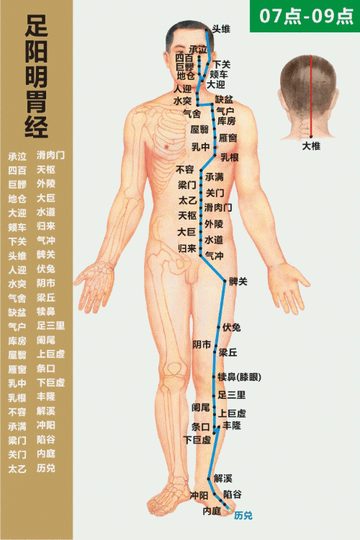 足阳明胃经
07点-09点
承泣 滑肉门
四百 天枢
巨髎 外陵
地仓 大巨
大迎 水道
颊车 归来
下关 气冲
头维 髀关
人迎 伏兔
水突 阴市
气舍 梁丘
缺盆 犊鼻
气户 足三里
库房 阑尾
屋翳 上巨虚
膺窗 条口
乳中 下巨虚
乳根 丰隆
不容 解溪
承满 冲阳
梁门 陷谷
关门 内庭
太乙 历兑
头维
承泣
四百
巨髎
地仓
下关
颊车
大迎
人迎
水突
气舍
缺盆
气户
库房
屋翳
雁窗
乳中
乳根
不容
承满
梁门
关门
太乙
滑肉门
天枢
外陵
大巨
水道
归来
气冲
髀关
伏兔
阴市
梁丘
犊鼻(膝眼)
足三里
阑尾
上巨虚
条口
丰隆
下巨虚
解溪
冲阳
陷谷
内庭
历兑
大椎